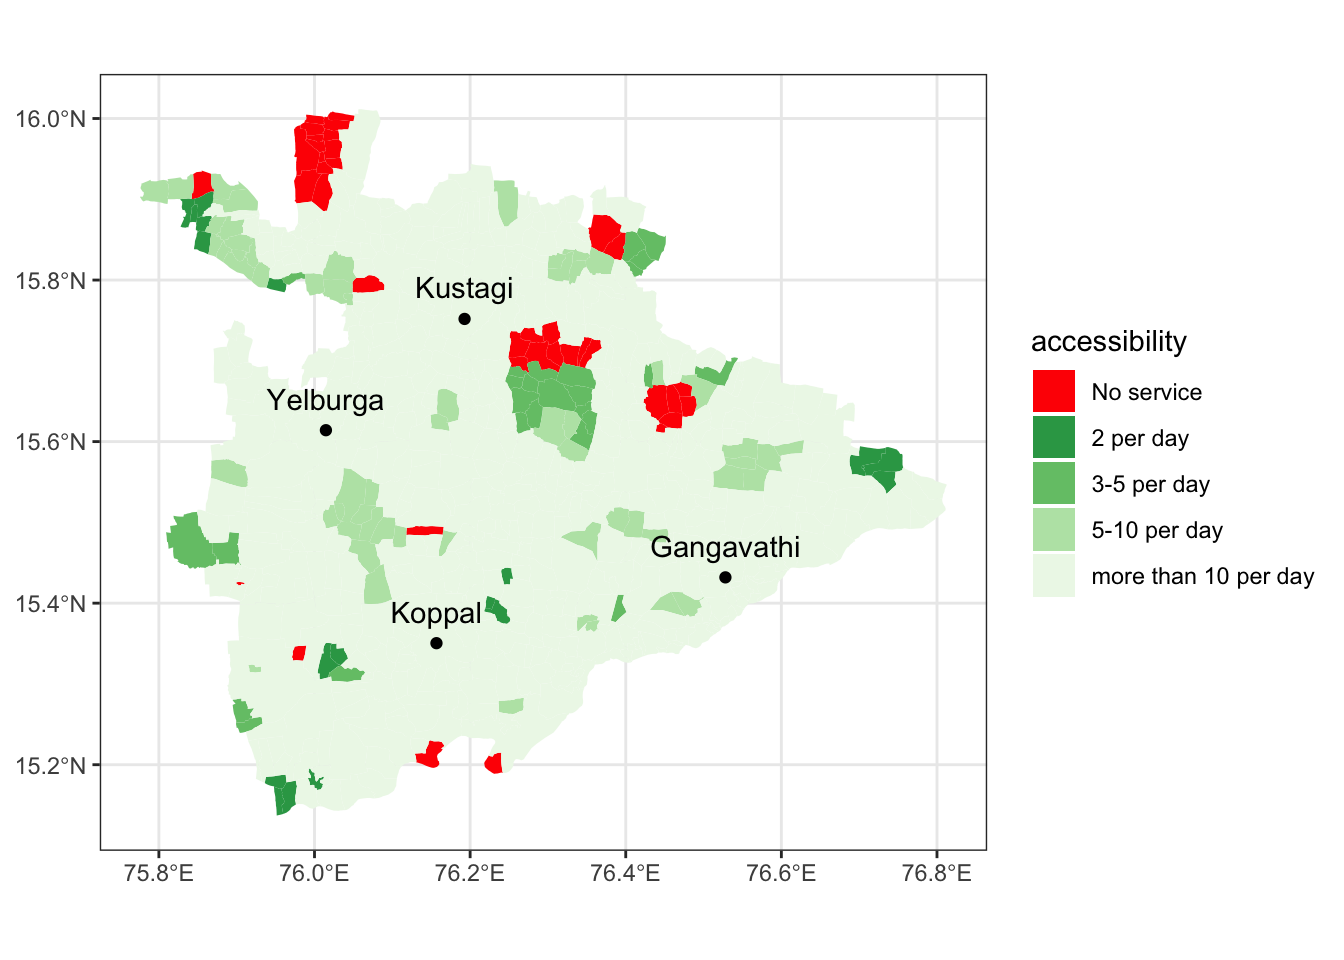 16.0°N
15.8°N
15.6°N
15.4°N
15.2°N
Kustagi
Yelburga
Gangavathi
Koppal
75.8°E 76.0°E 76.2°E 76.4°E 76.6°E 76.8°E
accessibility
No service
2 per day
3-5 per day
5-10 per day
more than 10 per day